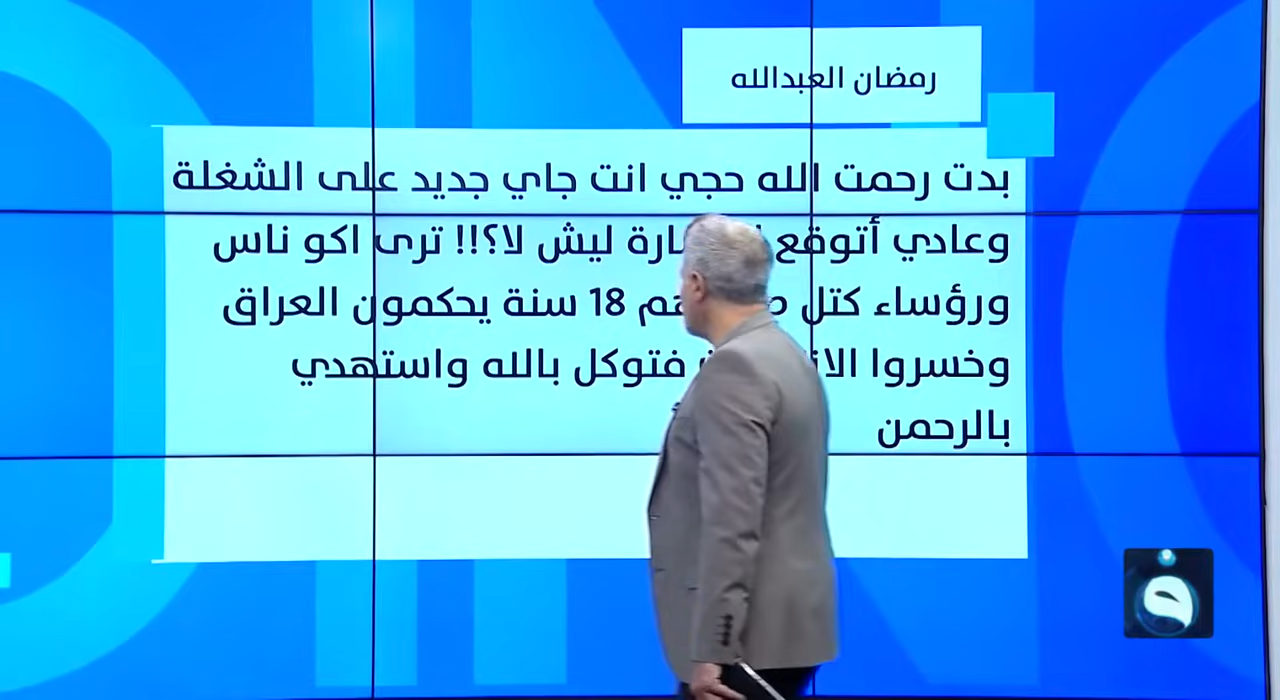 رمضان العبدالله
بدت رحمت الله حجي انت جاي جديد على الشغلة
وعادي أتوقع ليش لا؟!! ترى اكو ناس
ورؤساء كتل 18 سنة يحكمون العراق
وخسروا فتوكل بالله واستهدي
بالرحمن